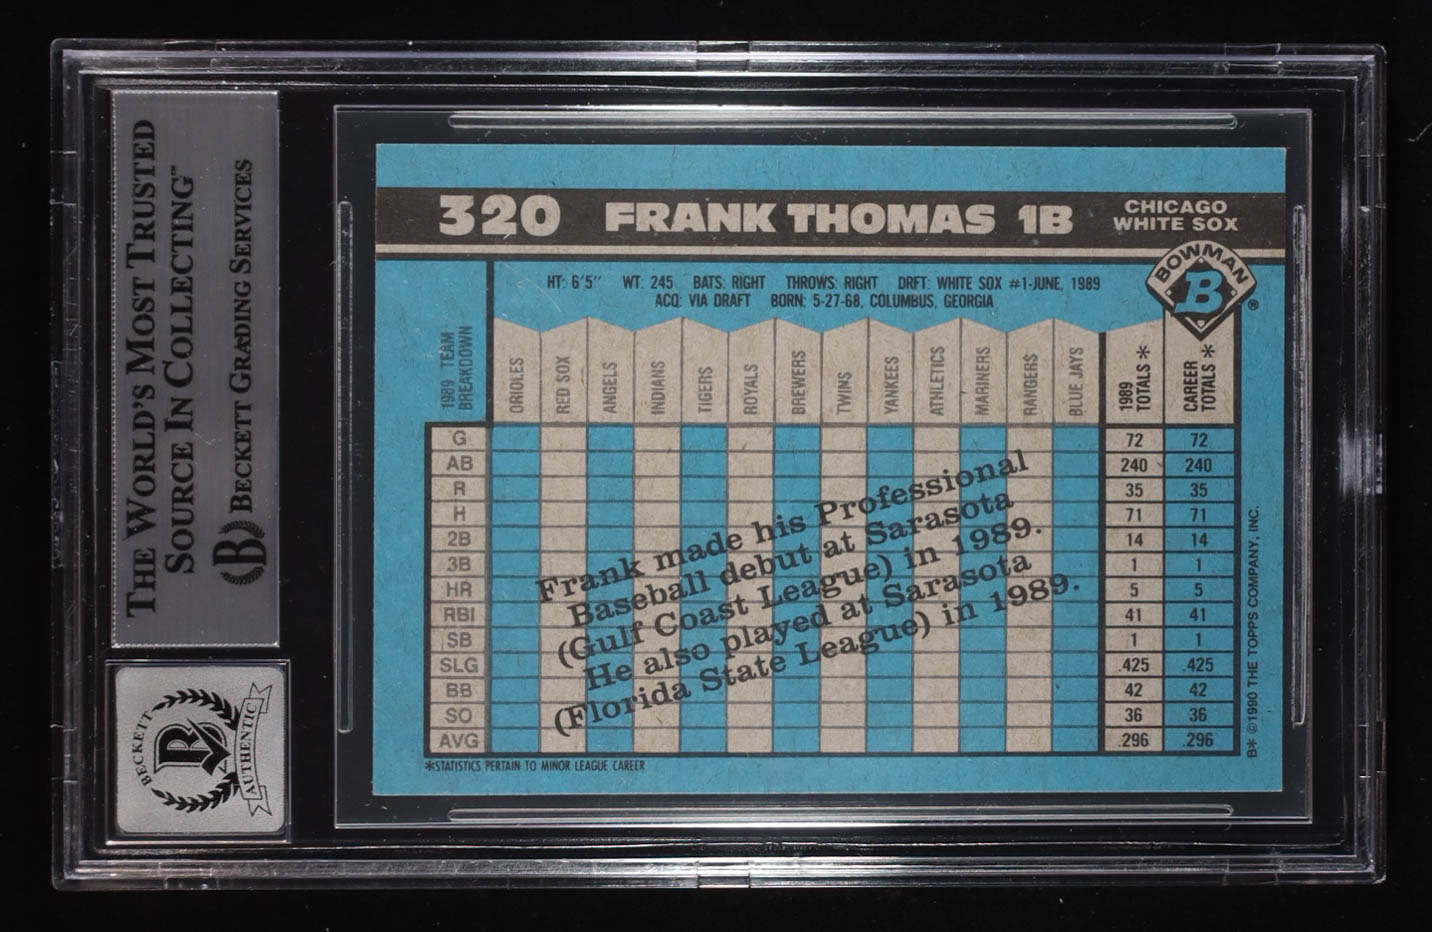 THE WORLD'S MOST TRUSTED
SOURCE IN COLLECTING™
B BECKETT GRADING SERVICES
BECKETT
B
AUTHENTIC
320 FRANK THOMAS 1B
CHICAGO
WHITE SOX
BOWMAN
B ®
HT: 6'5" WT: 245 BATS: RIGHT THROWS: RIGHT DRFT: WHITE SOX #1-JUNE, 1989
ACQ: VIA DRAFT BORN: 5-27-68, COLUMBUS, GEORGIA
1989 TEAM
BREAKDOWN
ORIOLES
RED SOX
ANGELS
INDIANS
TIGERS
ROYALS
BREWERS
TWINS
YANKEES
ATHLETICS
MARINERS
RANGERS
BLUE JAYS
1989
TOTALS *
CAREER
TOTALS *
G 72 72
AB 240 240
R 35 35
H 71 71
2B 14 14
3B 1 1
HR 5 5
RBI 41 41
SB 1 1
SLG .425 .425
BB 42 42
SO 36 36
AVG .296 .296
Frank made his Professional
Baseball debut at Sarasota
(Gulf Coast League) in 1989.
He also played at Sarasota
(Florida State League) in 1989.
*STATISTICS PERTAIN TO MINOR LEAGUE CAREER
B* ©1990 THE TOPPS COMPANY, INC.